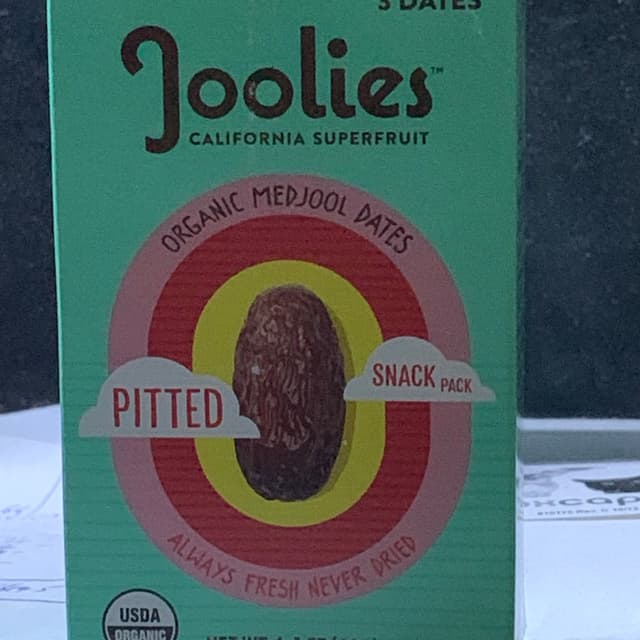 3 DATES
Joolies™
CALIFORNIA SUPERFRUIT
ORGANIC MEDJOOL DATES
PITTED
SNACK PACK
ALWAYS FRESH NEVER DRIED
USDA
ORGANIC